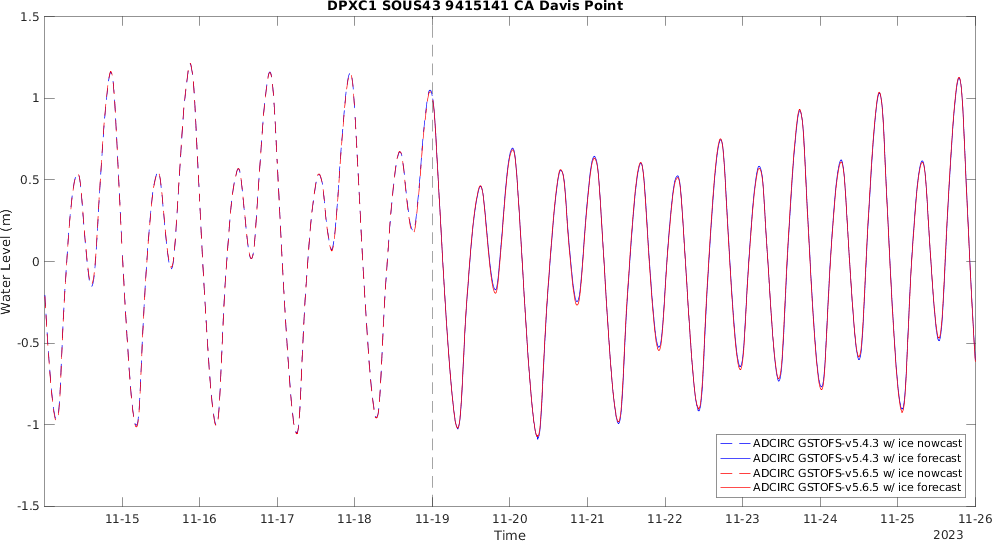 DPXC1 SOUS43 9415141 CA Davis Point
1.5
1
0.5
0
-0.5
-1
-1.5
Water Level (m)
11-15 11-16 11-17 11-18 11-19 11-20 11-21 11-22 11-23 11-24 11-25 11-26
Time
2023
ADCIRC GSTOFS-v5.4.3 w/ ice nowcast
ADCIRC GSTOFS-v5.4.3 w/ ice forecast
ADCIRC GSTOFS-v5.6.5 w/ ice nowcast
ADCIRC GSTOFS-v5.6.5 w/ ice forecast